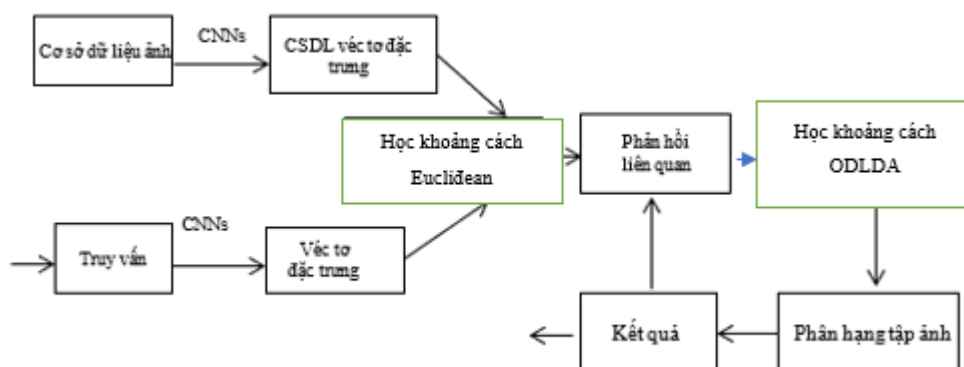 Cơ sở dữ liệu ảnh
CNNs
CSDL véc tơ đặc
trưng
Học khoảng cách
Euclidean
Phản hồi
liên quan
Học khoảng cách
ODLDA
Truy vấn
CNNs
Véc tơ
đặc trưng
Kết quả
Phân hạng tập ảnh